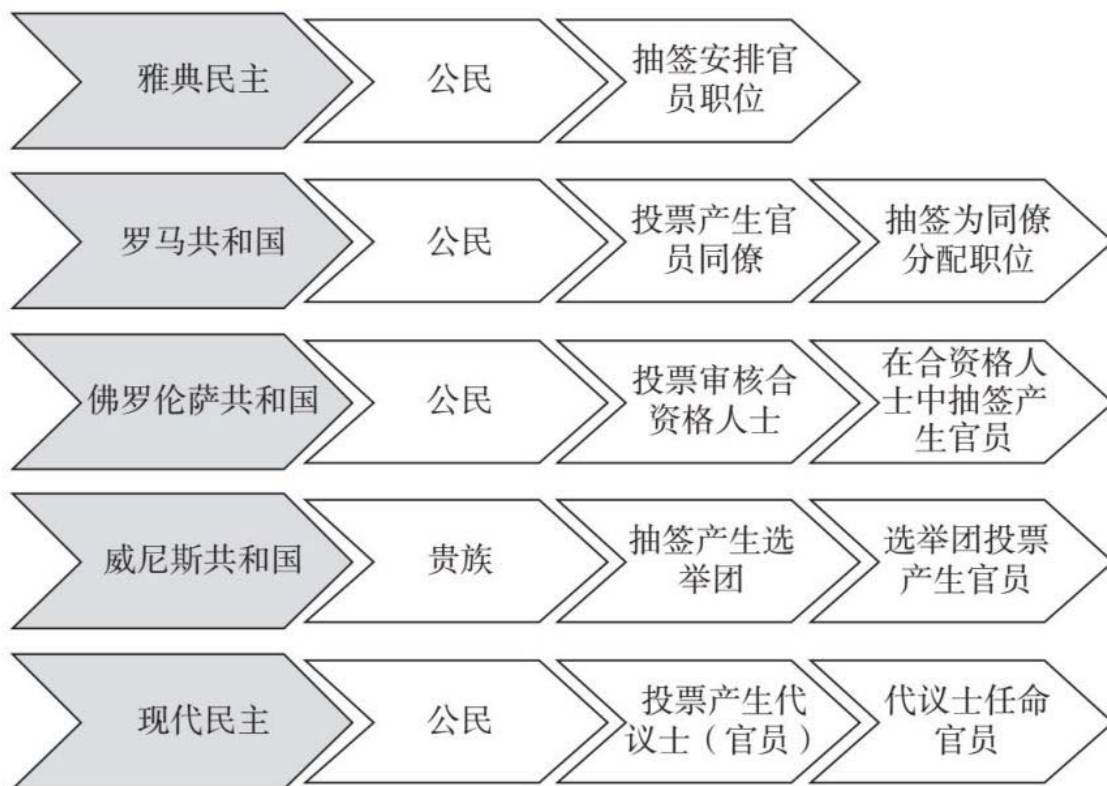 雅典民主
公民
抽签安排官
员职位
罗马共和国
公民
投票产生官
员同僚
抽签为同僚
分配职位
佛罗伦萨共和国
公民
投票审核合
资格人士
在合资格人
士中抽签产
生官员
威尼斯共和国
贵族
抽签产生选
举团
选举团投票
产生官员
现代民主
公民
投票产生代
议士（官员）
代议士任命
官员